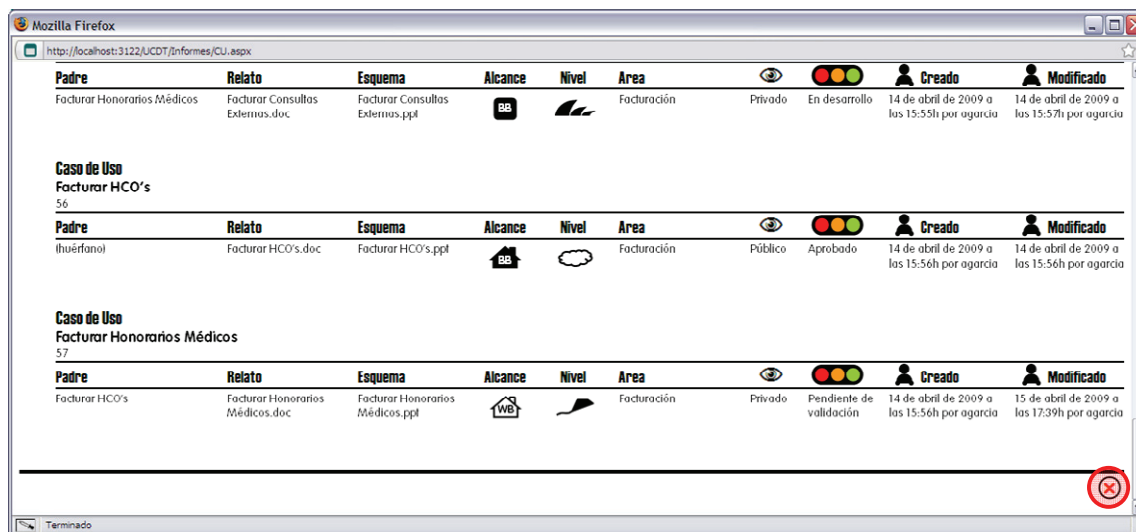 Mozilla Firefox
http://localhost:3122/UCDT/Informes/CU.aspx
Padre Relato Esquema Alcance Nivel Area Creado Modificado
Facturar Honorarios Médicos Facturar Consultas Facturar Consultas BB Facturación Privado En desarrollo 14 de abril de 2009 a 14 de abril de 2009 a
Externas.doc Externas.ppt las 15:55h por agarcia las 15:57h por agarcia
Caso de Uso
Facturar HCO's
56
Padre Relato Esquema Alcance Nivel Area Creado Modificado
(huérfano) Facturar HCO's.doc Facturar HCO's.ppt BB Facturación Público Aprobado 14 de abril de 2009 a 14 de abril de 2009 a
las 15:56h por agarcia las 15:56h por agarcia
Caso de Uso
Facturar Honorarios Médicos
57
Padre Relato Esquema Alcance Nivel Area Creado Modificado
Facturar HCO's Facturar Honorarios Facturar Honorarios WB Facturación Privado Pendiente de 14 de abril de 2009 a 15 de abril de 2009 a
Médicos.doc Médicos.ppt validación las 15:56h por agarcia las 17:39h por agarcia
Terminado